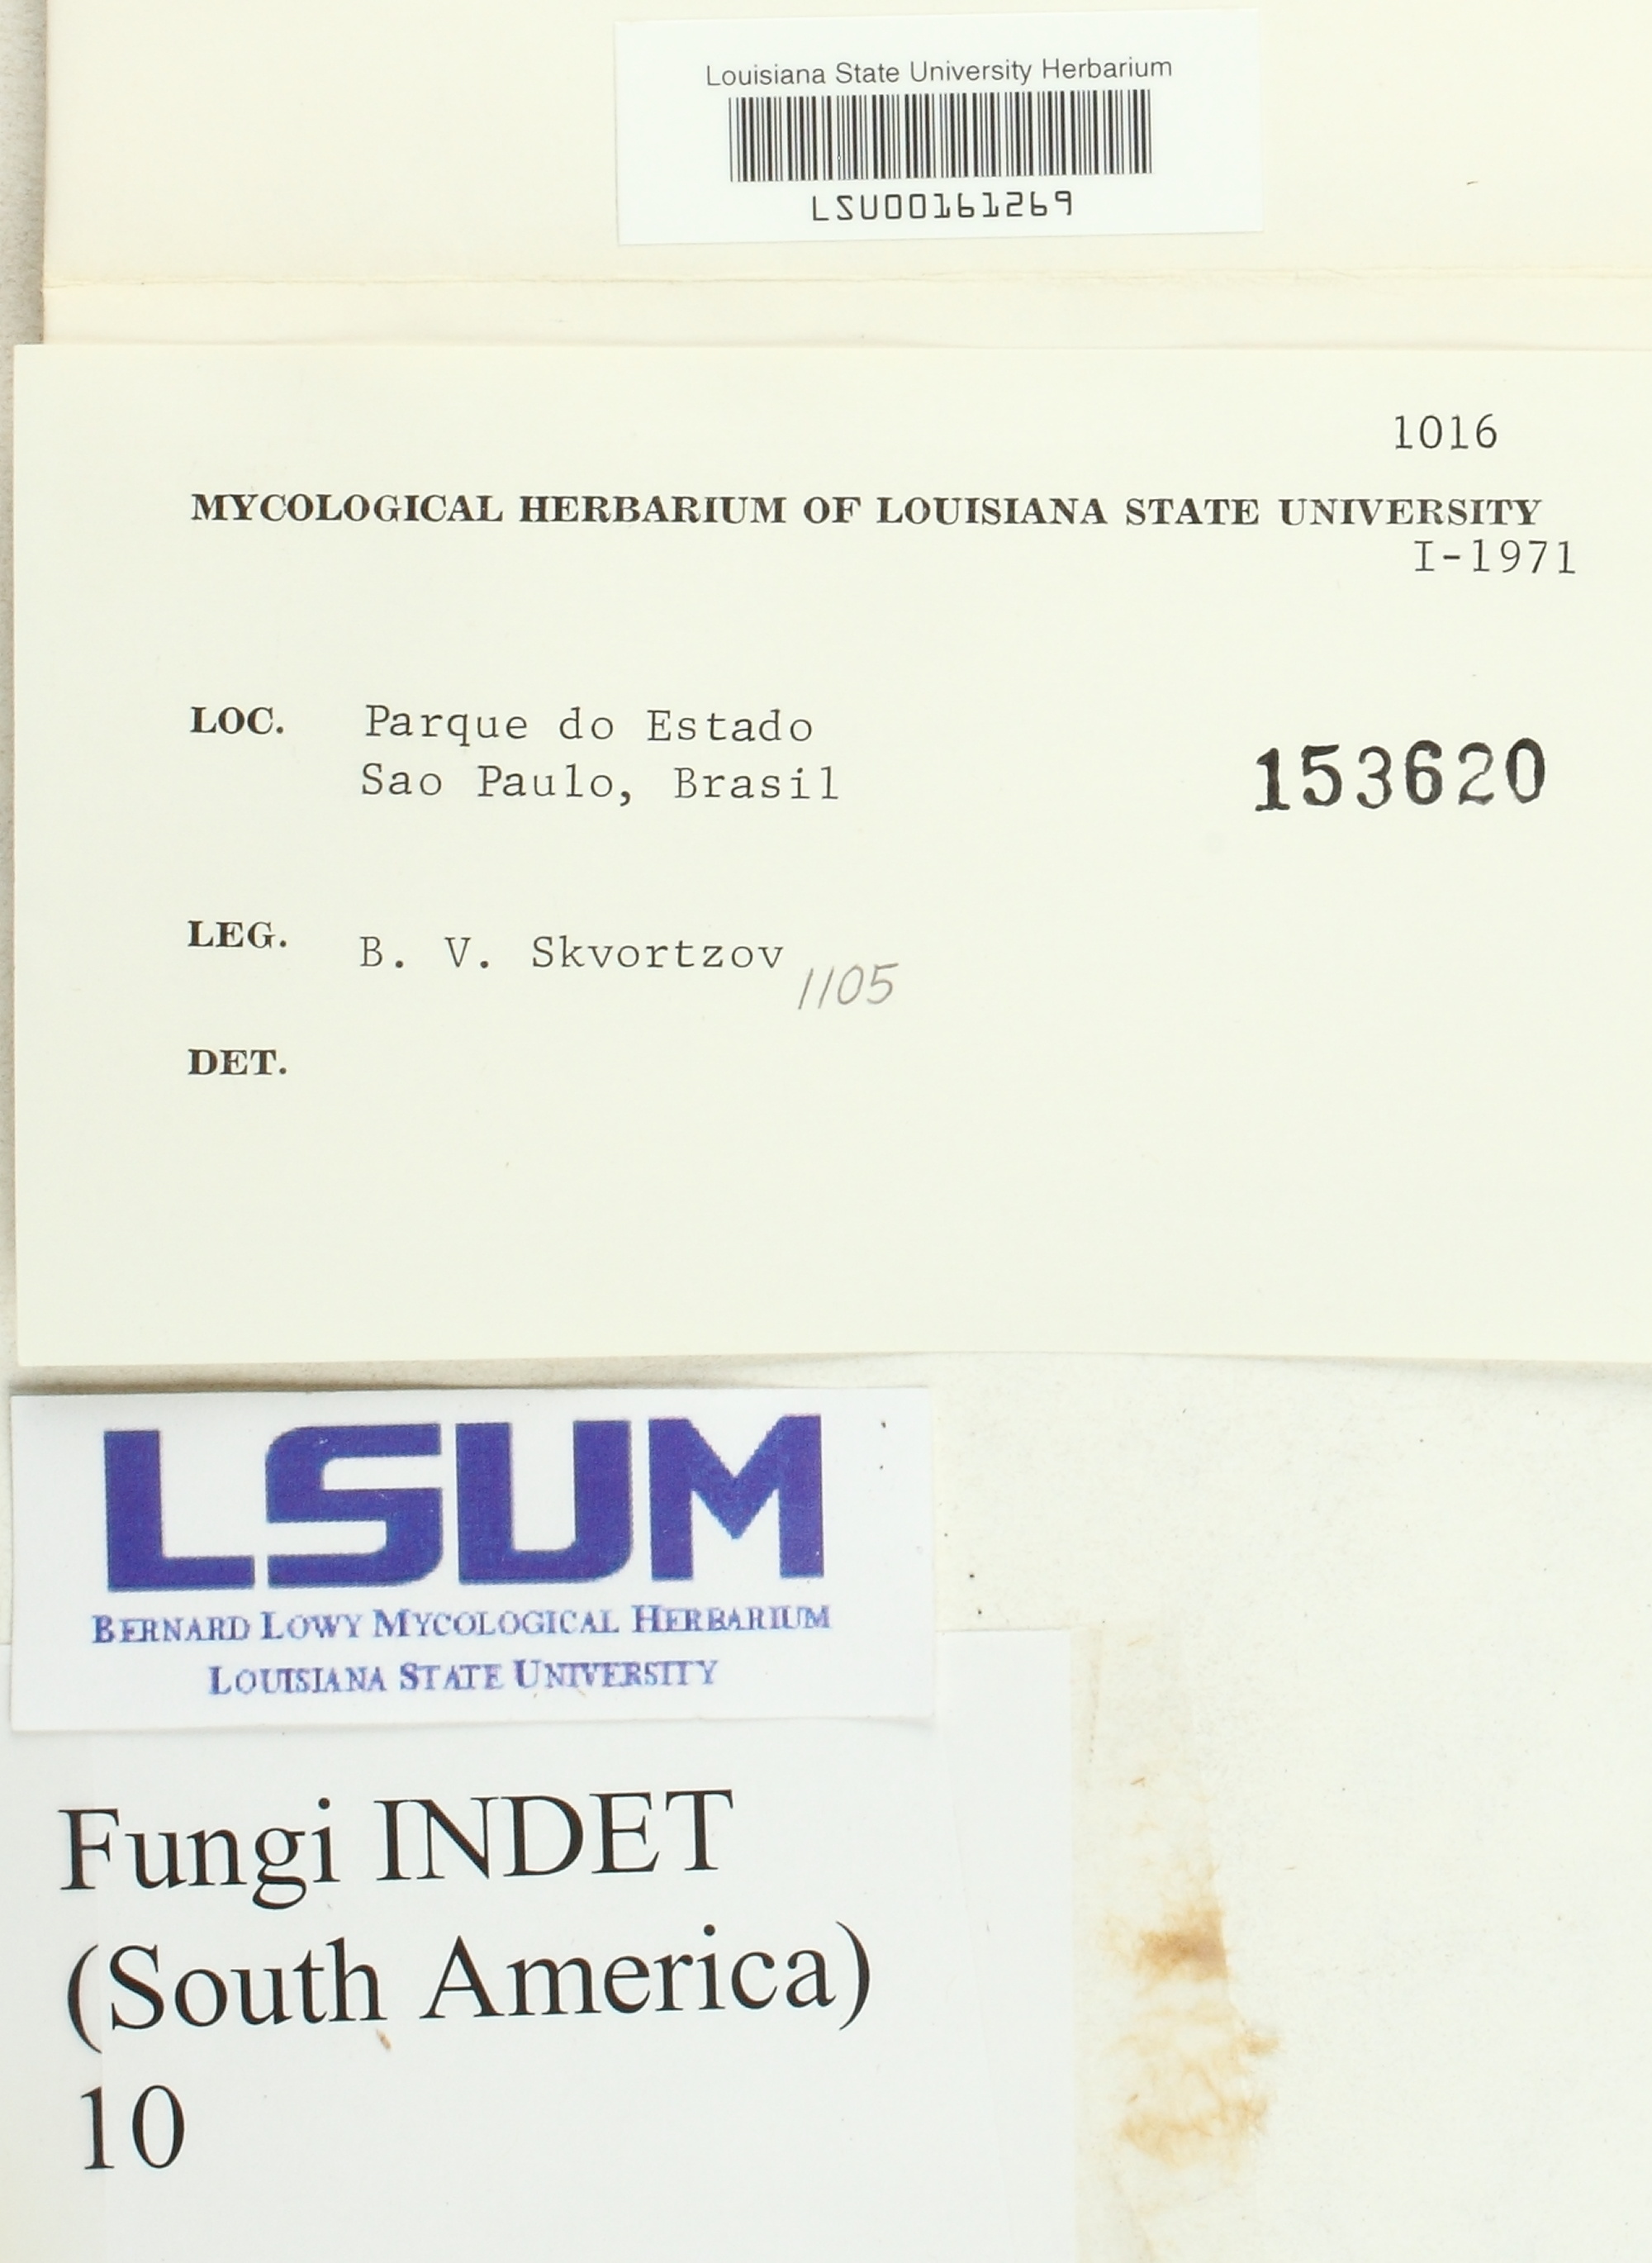 Louisiana State University Herbarium
LSU00161269
1016
MYCOLOGICAL HERBARIUM OF LOUISIANA STATE UNIVERSITY
I-1971
LOC. Parque do Estado
Sao Paulo, Brasil
153620
LEG. B. V. Skvortzov 1105
DET.
LSUM
BERNARD LOWY MYCOLOGICAL HERBARIUM
LOUISIANA STATE UNIVERSITY
Fungi INDET
(South America)
10